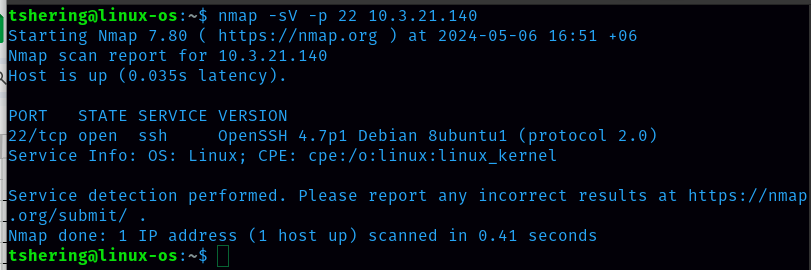 tshering@linux-os:~$ nmap -sV -p 22 10.3.21.140
Starting Nmap 7.80 ( https://nmap.org ) at 2024-05-06 16:51 +06
Nmap scan report for 10.3.21.140
Host is up (0.035s latency).

PORT   STATE SERVICE VERSION
22/tcp open  ssh     OpenSSH 4.7p1 Debian 8ubuntu1 (protocol 2.0)
Service Info: OS: Linux; CPE: cpe:/o:linux:linux_kernel

Service detection performed. Please report any incorrect results at https://nmap
.org/submit/ .
Nmap done: 1 IP address (1 host up) scanned in 0.41 seconds
tshering@linux-os:~$